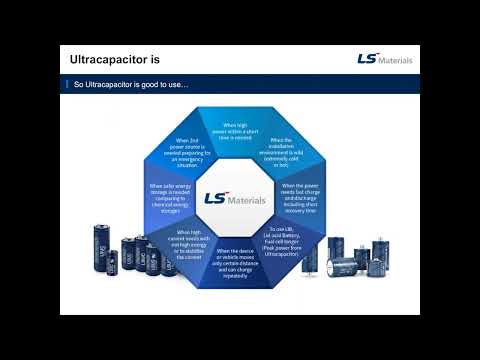 Ultracapacitor is
LS Materials
So Ultracapacitor is good to use…
When high
power within a short
time is needed
When the
installation
environment is wild
(extremely cold
or hot)
When the power
needs fast charge
and discharge
including short
recovery time
To use LIB,
Lid acid Battery,
Fuel cell longer
(Peak power from
Ultracapacitor)
When the device
or vehicle moves
only certain distance
and can charge
repeatedly
When high
current needs with
not high energy
or to stabilize
the current
When safer energy
storage is needed
comparing to
chemical energy
storages
When 2nd
power source is
needed preparing for
an emergency
situation.
LS Materials